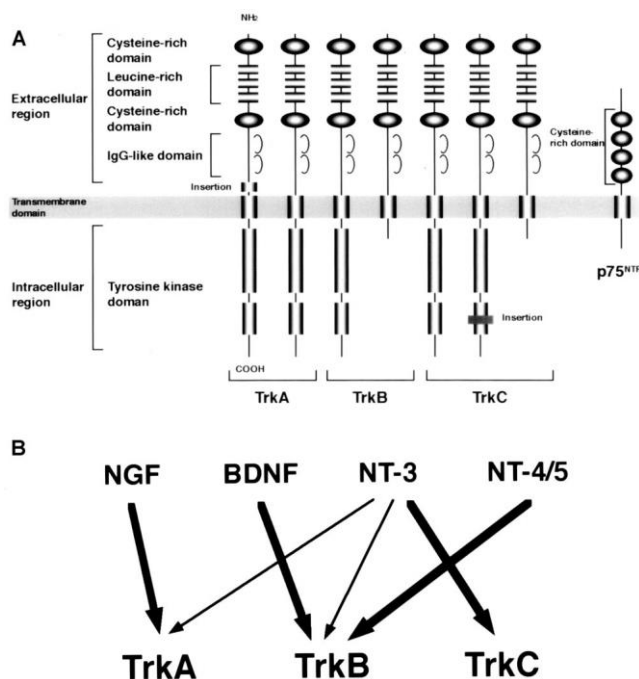 A
NH₂
Cysteine-rich
domain
Leucine-rich
domain
Extracellular
region
Cysteine-rich
domain
IgG-like domain
Cysteine-
rich domain
Insertion
Transmembrane
domain
p75NTR
Intracellular
region
Tyrosine kinase
doman
Insertion
COOH
TrkA
TrkB
TrkC
B
NGF
BDNF
NT-3
NT-4/5
TrkA
TrkB
TrkC